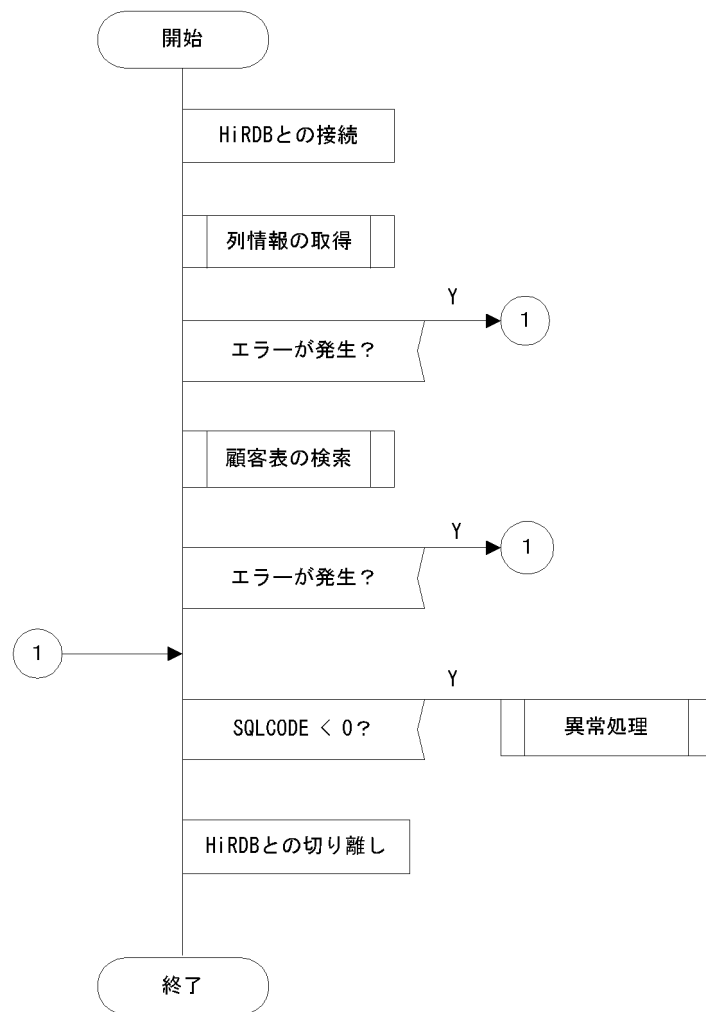 開始
HiRDBとの接続
列情報の取得
Y
1
エラーが発生？
顧客表の検索
Y
1
エラーが発生？
1
Y
SQLCODE < 0？
異常処理
HiRDBとの切り離し
終了